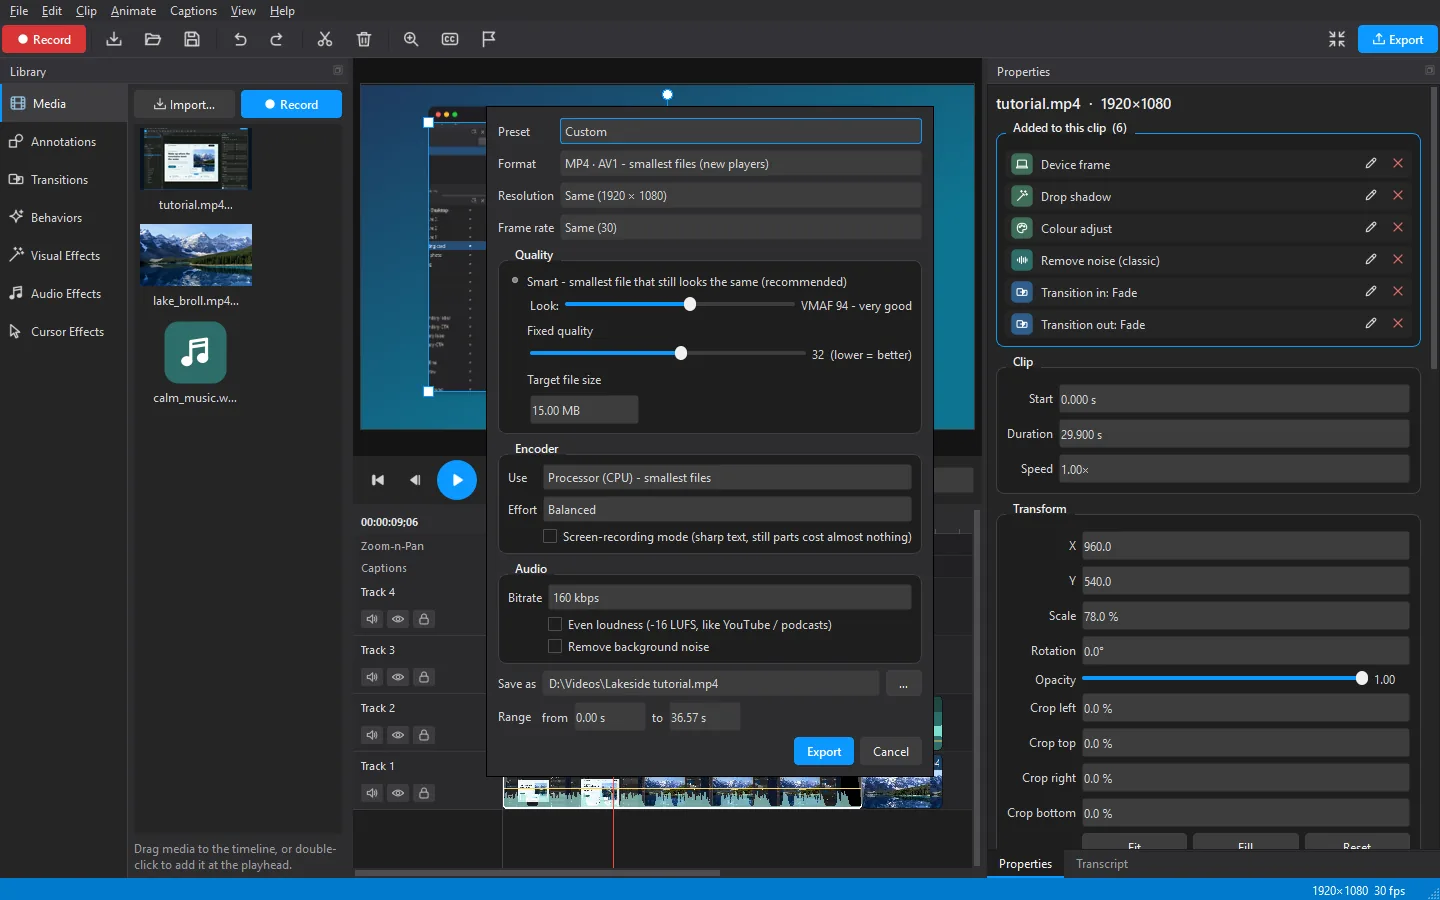 File Edit Clip Animate Captions View Help
Record
Export
Library
Properties
Media
Annotations
Transitions
Behaviors
Visual Effects
Audio Effects
Cursor Effects
Import...
Record
tutorial.mp4...
lake_broll.mp4...
calm_music.w...
Drag media to the timeline, or double-
click to add it at the playhead.
Preset Custom
Format MP4 · AV1 - smallest files (new players)
Resolution Same (1920 × 1080)
Frame rate Same (30)
Quality
Smart - smallest file that still looks the same (recommended)
Look: VMAF 94 - very good
Fixed quality
32 (lower = better)
Target file size
15.00 MB
Encoder
Use Processor (CPU) - smallest files
Effort Balanced
Screen-recording mode (sharp text, still parts cost almost nothing)
Audio
Bitrate 160 kbps
Even loudness (-16 LUFS, like YouTube / podcasts)
Remove background noise
Save as D:\Videos\Lakeside tutorial.mp4 ...
Range from 0.00 s to 36.57 s
Export Cancel
00:00:09;06
Zoom-n-Pan
Captions
Track 4
Track 3
Track 2
Track 1
tutorial.mp4 · 1920×1080
Added to this clip (6)
Device frame
Drop shadow
Colour adjust
Remove noise (classic)
Transition in: Fade
Transition out: Fade
Clip
Start 0.000 s
Duration 29.900 s
Speed 1.00×
Transform
X 960.0
Y 540.0
Scale 78.0 %
Rotation 0.0°
Opacity 1.00
Crop left 0.0 %
Crop top 0.0 %
Crop right 0.0 %
Crop bottom 0.0 %
Fit Fill Reset
Properties Transcript
1920×1080 30 fps